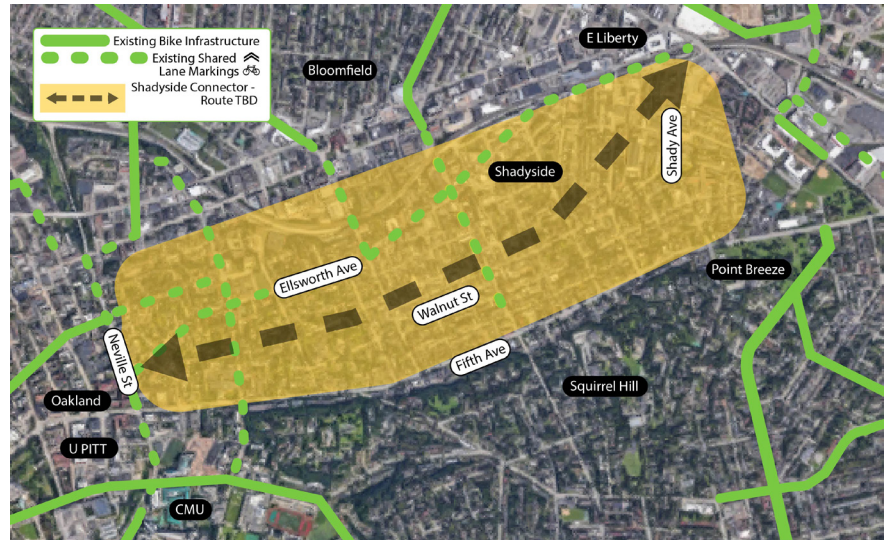 Existing Bike Infrastructure
Existing Shared
Lane Markings
Shadyside Connector -
Route TBD
E Liberty
Bloomfield
Shady Ave
Shadyside
Ellsworth Ave
Point Breeze
Walnut St
Neville St
Fifth Ave
Squirrel Hill
Oakland
U PITT
CMU